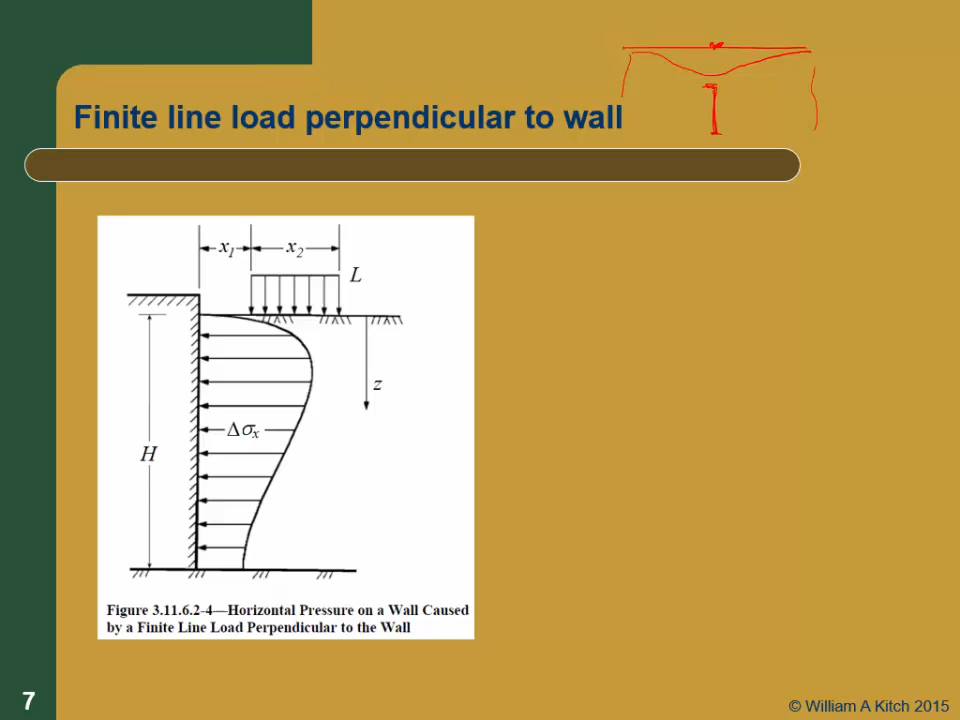 Finite line load perpendicular to wall
x1
x2
L
z
Δσx
H
Figure 3.11.6.2-4—Horizontal Pressure on a Wall Caused
by a Finite Line Load Perpendicular to the Wall
7
© William A Kitch 2015